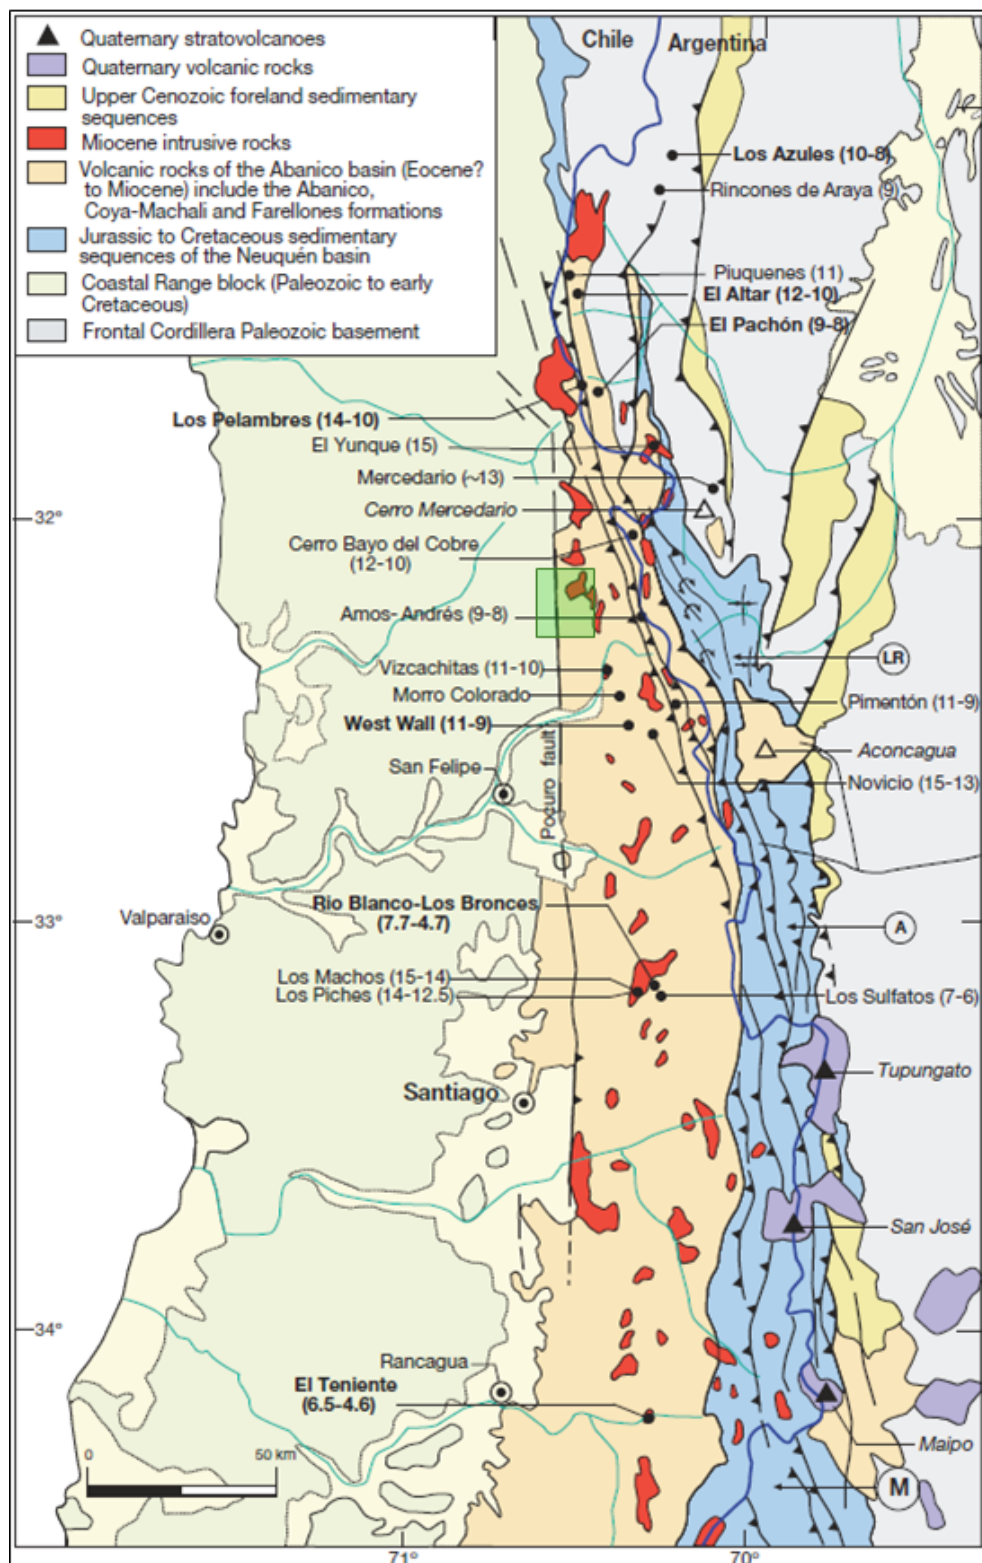 Quaternary stratovolcanoes
Quaternary volcanic rocks
Upper Cenozoic foreland sedimentary
sequences
Miocene intrusive rocks
Volcanic rocks of the Abanico basin (Eocene?
to Miocene) include the Abanico,
Coya-Machali and Farellones formations
Jurassic to Cretaceous sedimentary
sequences of the Neuquén basin
Coastal Range block (Paleozoic to early
Cretaceous)
Frontal Cordillera Paleozoic basement
Chile
Argentina
Los Azules (10-8)
Rincones de Araya (9)
Piuquenes (11)
El Altar (12-10)
El Pachón (9-8)
Los Pelambres (14-10)
El Yunque (15)
Mercedario (~13)
Cerro Mercedario
32°
Cerro Bayo del Cobre
(12-10)
Amos- Andrés (9-8)
LR
Vizcachitas (11-10)
Morro Colorado
Pimentón (11-9)
West Wall (11-9)
Aconcagua
San Felipe
Novicio (15-13)
Pocuro fault
Rio Blanco-Los Bronces
(7.7-4.7)
33°
Valparaiso
A
Los Machos (15-14)
Los Piches (14-12.5)
Los Sulfatos (7-6)
Tupungato
Santiago
San José
34°
Rancagua
El Teniente
(6.5-4.6)
Maipo
0
50 km
M
71°
70°